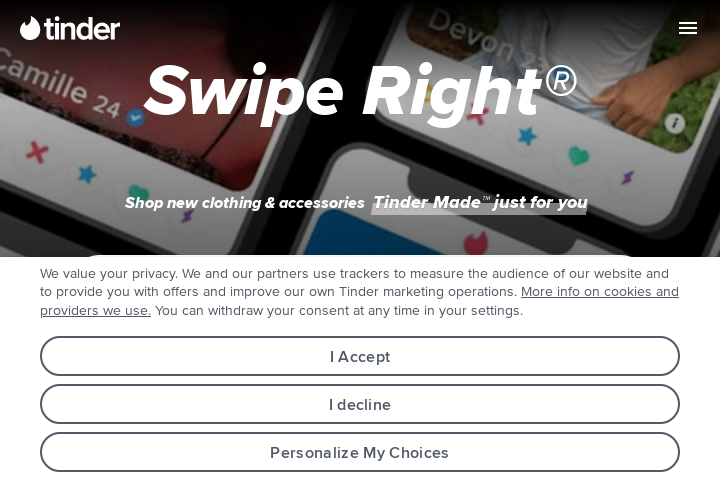 tinder
Devon
Camille 24
Swipe Right®
Shop new clothing & accessories Tinder Made™ just for you
We value your privacy. We and our partners use trackers to measure the audience of our website and
to provide you with offers and improve our own Tinder marketing operations. More info on cookies and
providers we use. You can withdraw your consent at any time in your settings.
I Accept
I decline
Personalize My Choices